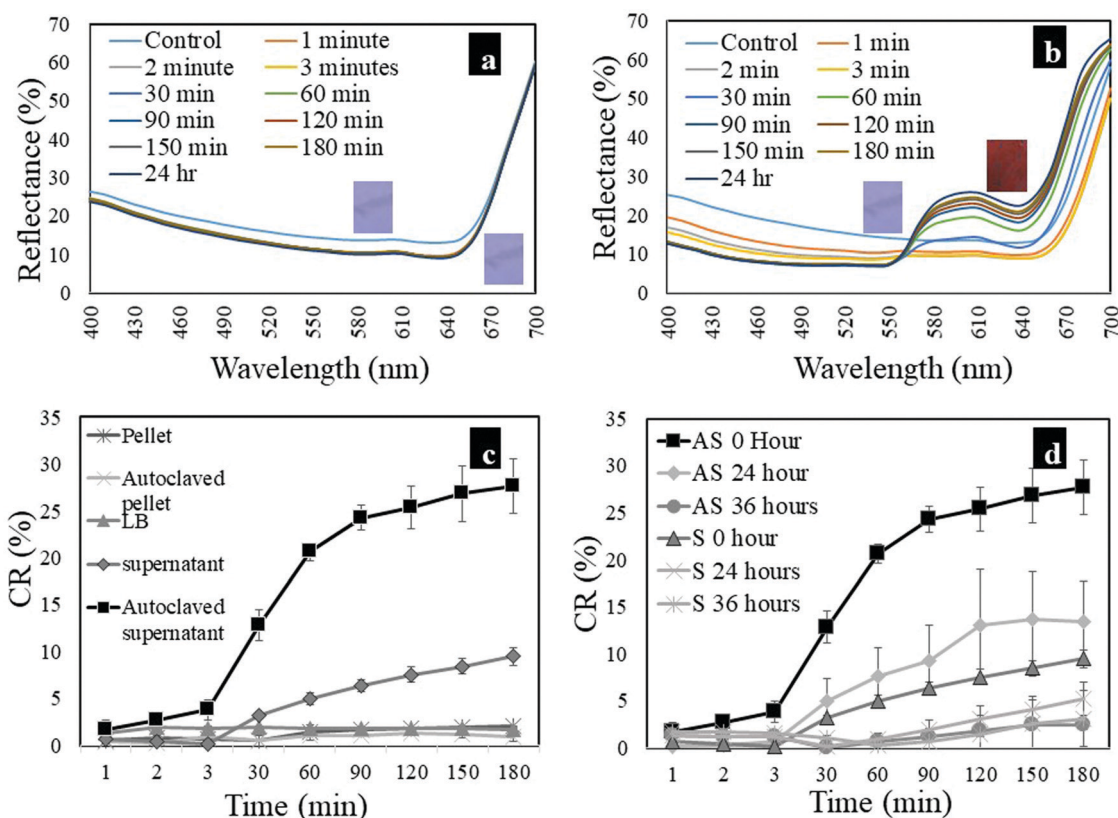 a
Reflectance (%)
70
60
50
40
30
20
10
0
Control
1 minute
2 minute
3 minutes
30 min
60 min
90 min
120 min
150 min
180 min
24 hr
400 430 460 490 520 550 580 610 640 670 700
Wavelength (nm)
b
Reflectance (%)
70
60
50
40
30
20
10
0
Control
1 min
2 min
3 min
30 min
60 min
90 min
120 min
150 min
180 min
24 hr
400 430 460 490 520 550 580 610 640 670 700
Wavelength (nm)
c
CR (%)
35
30
25
20
15
10
5
0
Pellet
Autoclaved
pellet
LB
supernatant
Autoclaved
supernatant
1 2 3 30 60 90 120 150 180
Time (min)
d
CR (%)
35
30
25
20
15
10
5
0
AS 0 Hour
AS 24 hour
AS 36 hours
S 0 hour
S 24 hours
S 36 hours
1 2 3 30 60 90 120 150 180
Time (min)